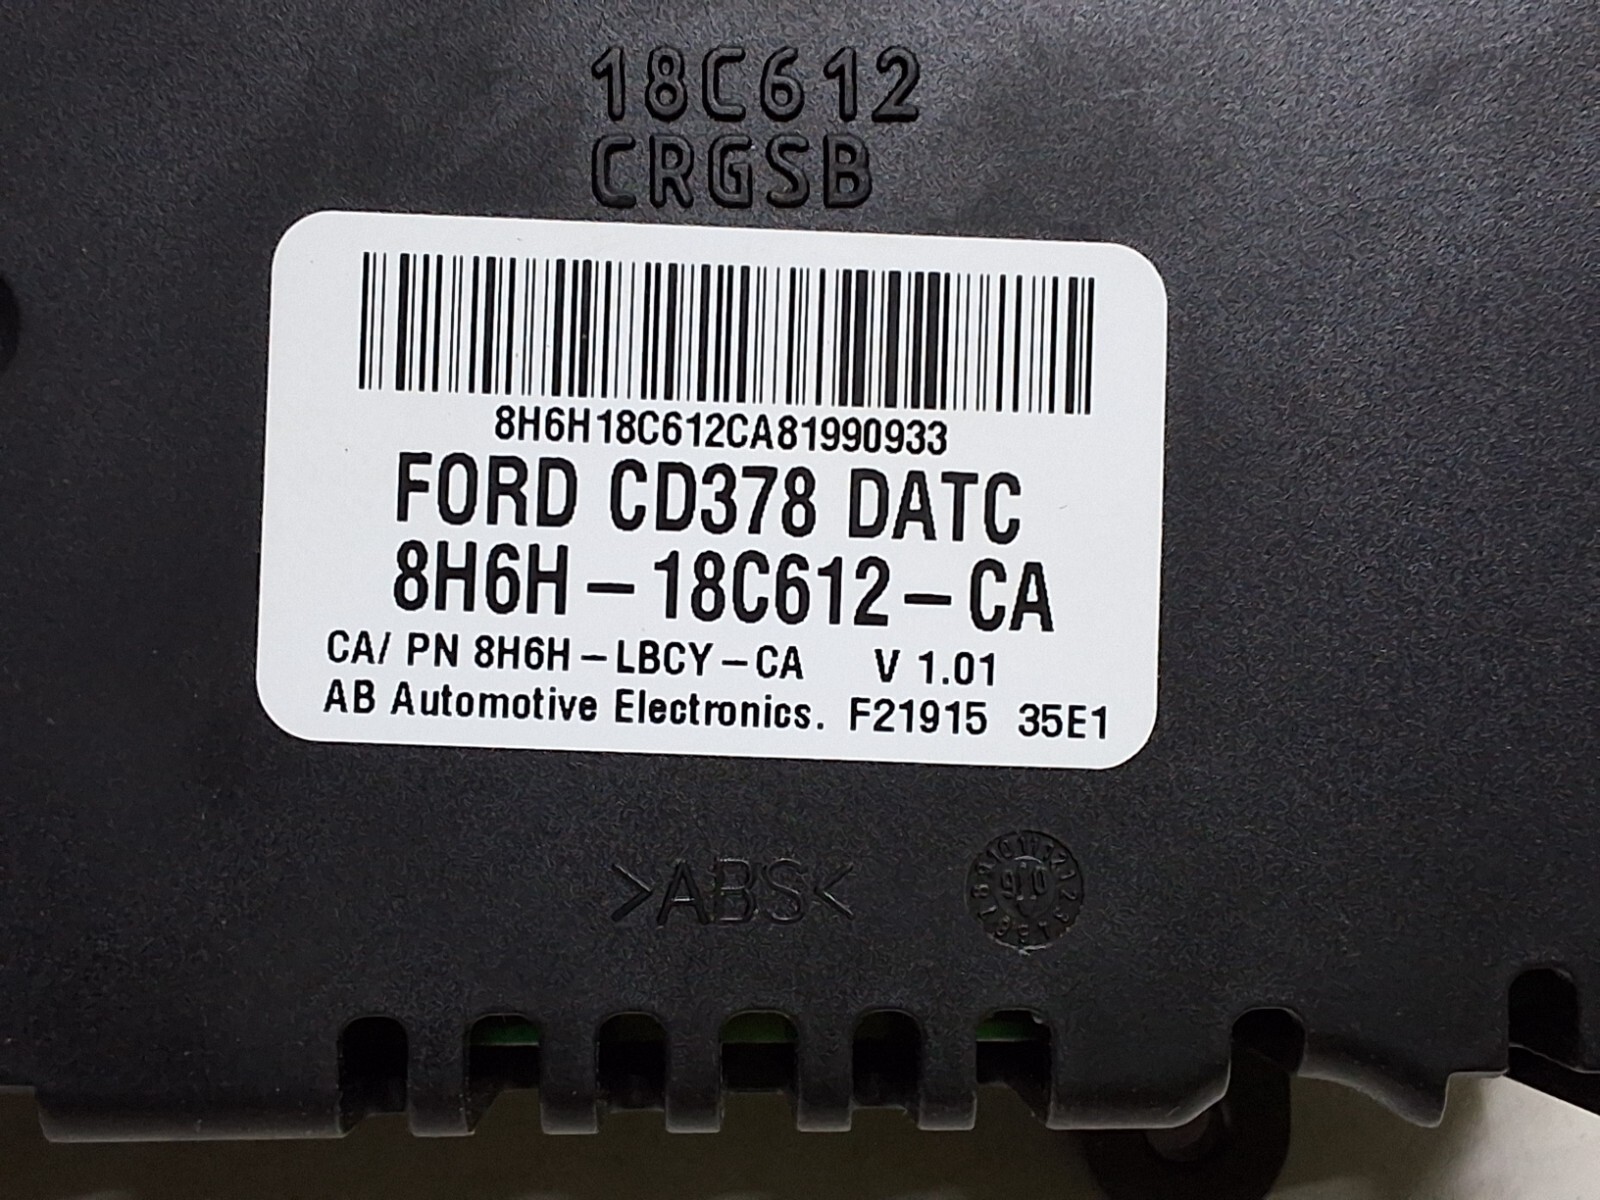 18C612
CRGSB
8H6H18C612CA81990933
FORD CD378 DATC
8H6H-18C612-CA
CA/ PN 8H6H-LBCY-CA V 1.01
AB Automotive Electronics. F21915 35E1
>ABS<